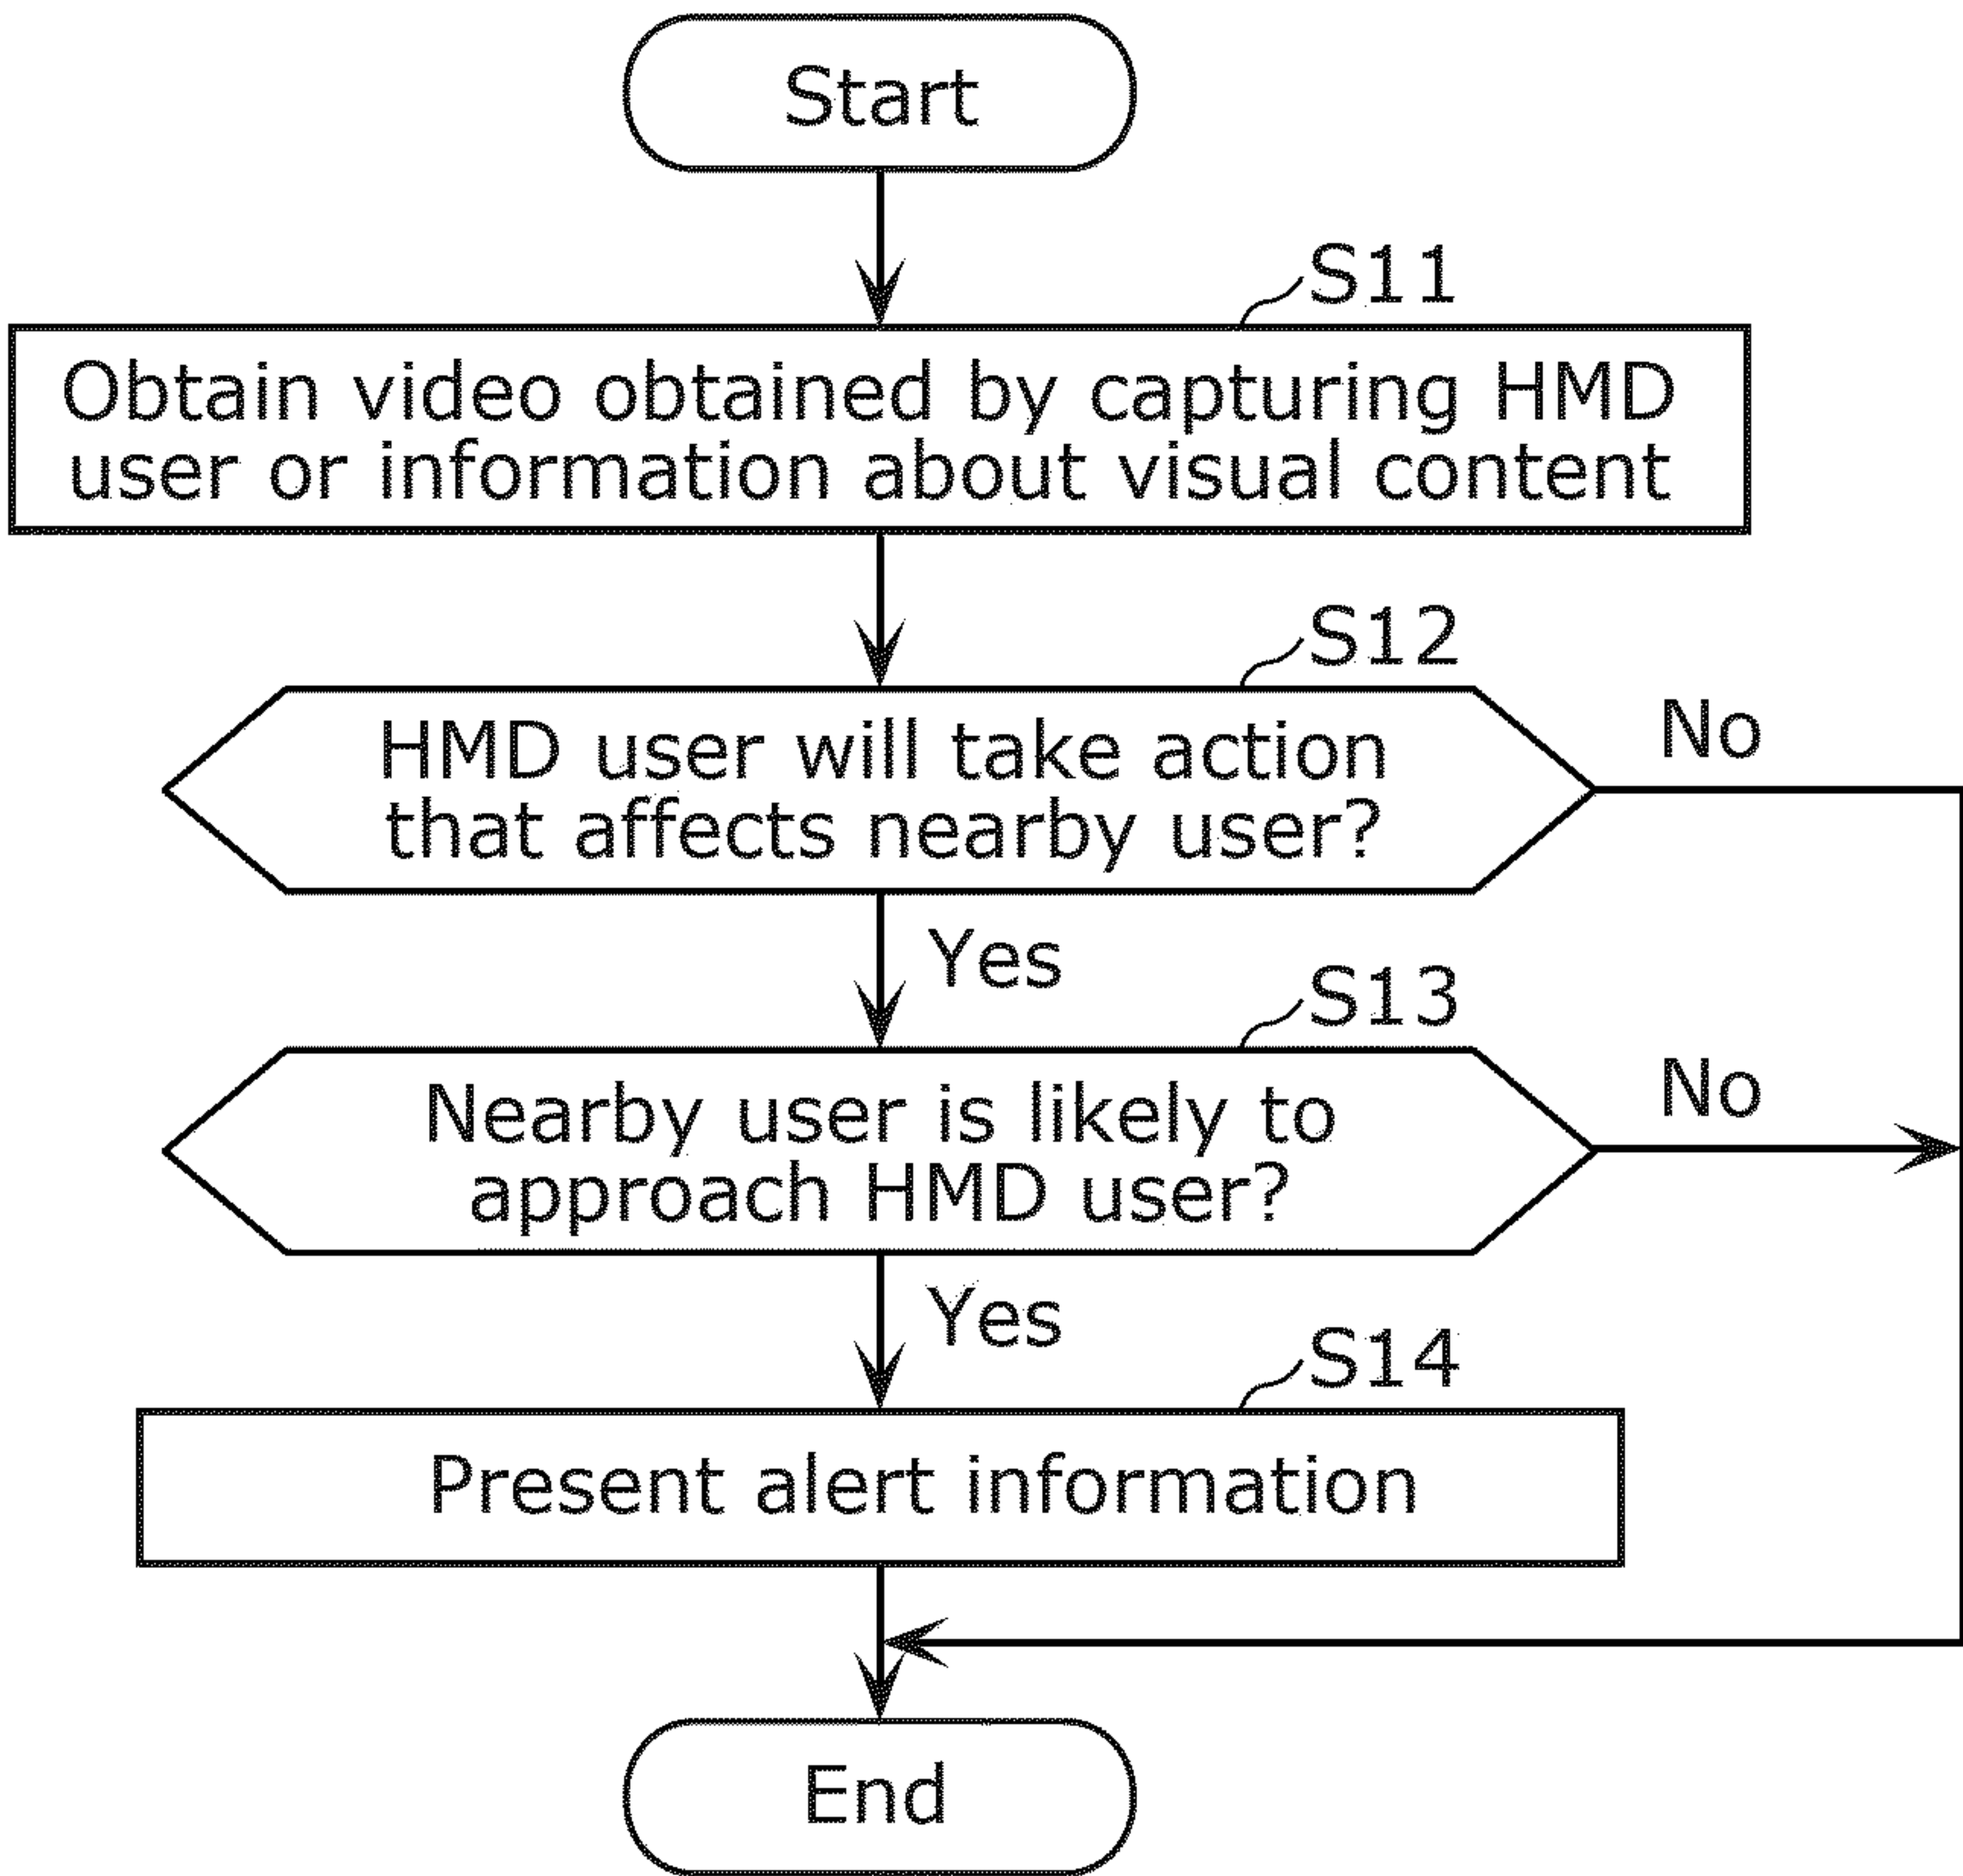 Start
S11
Obtain video obtained by capturing HMD
user or information about visual content
S12
HMD user will take action
that affects nearby user?
No
Yes
S13
Nearby user is likely to
approach HMD user?
No
Yes
S14
Present alert information
End